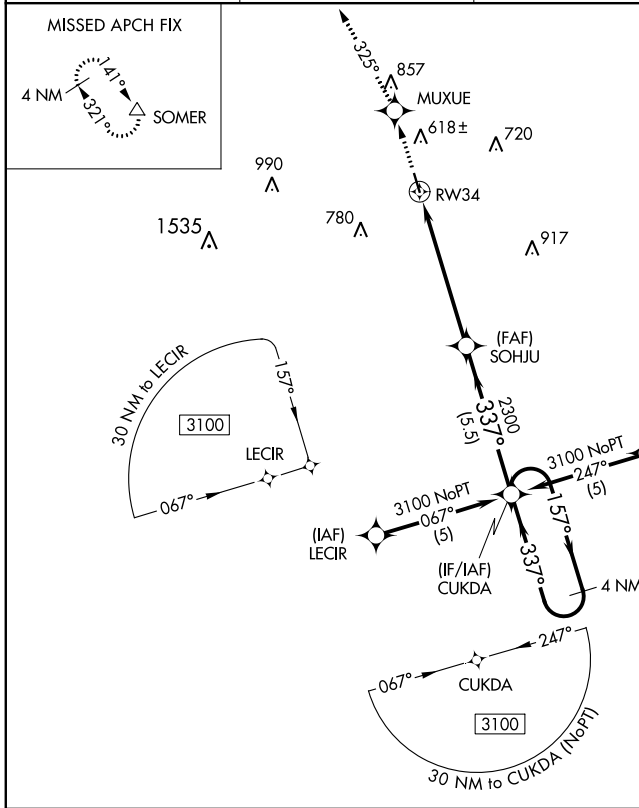 MISSED APCH FIX
4 NM
141°
321°
SOMER
325°
857
MUXUE
618±
720
990
RW34
780
1535
917
(FAF)
SOHJU
30 NM to LECIR
157°
3100
2300
337°
(5.5)
LECIR
067°
3100 NoPT
067°
(5)
3100 NoPT
247°
(5)
(IAF)
LECIR
(IF/IAF)
CUKDA
157°
337°
4 NM
067°
247°
CUKDA
3100
30 NM to CUKDA (NoPT)